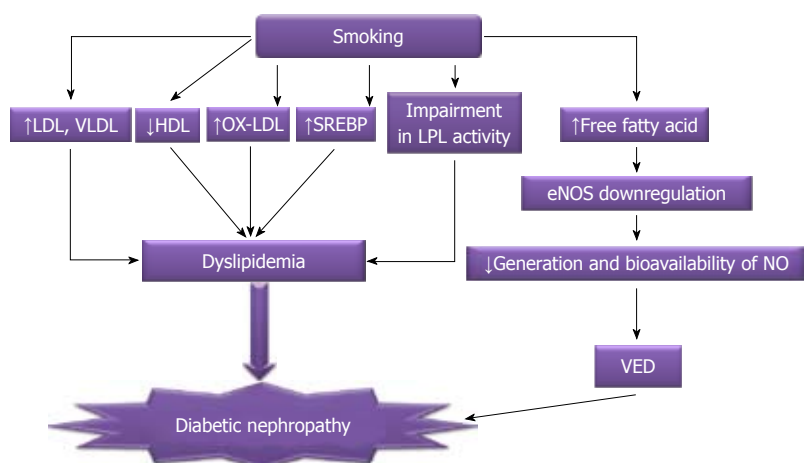 Smoking
↑LDL, VLDL
↓HDL
↑OX-LDL
↑SREBP
Impairment
in LPL activity
↑Free fatty acid
eNOS downregulation
Dyslipidemia
↓Generation and bioavailability of NO
VED
Diabetic nephropathy